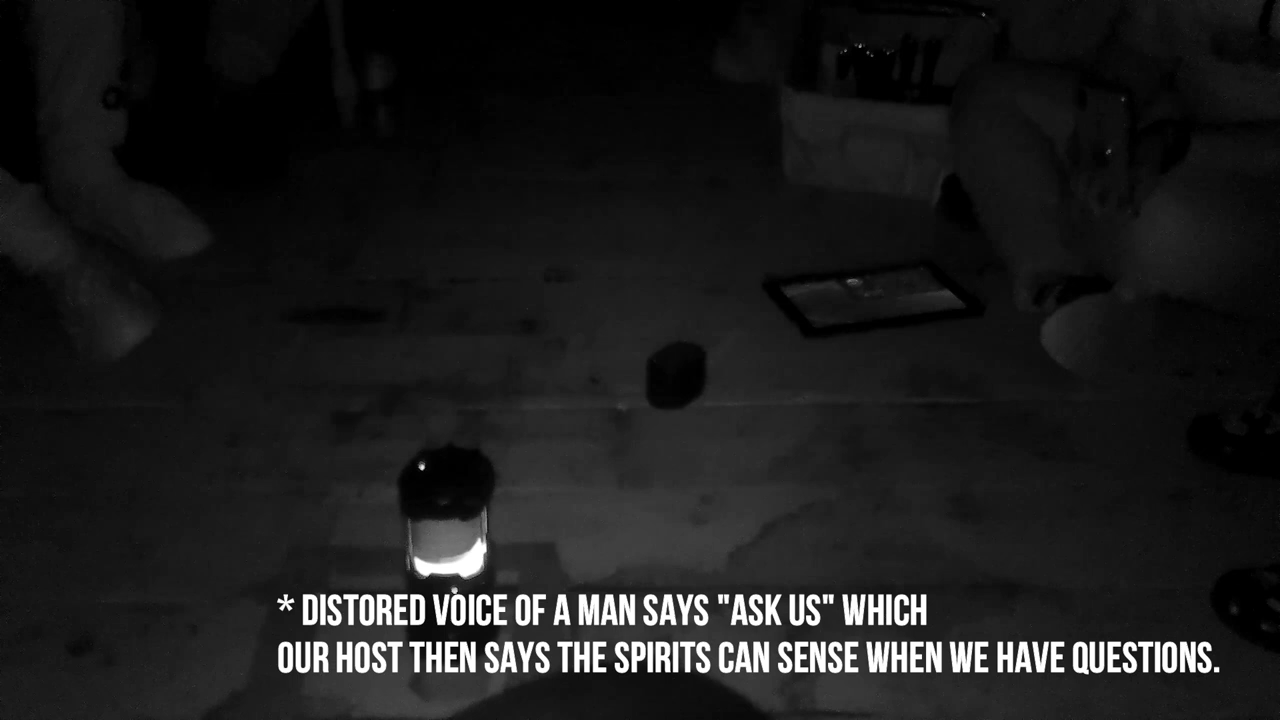 * DISTORED VOICE OF A MAN SAYS "ASK US" WHICH
OUR HOST THEN SAYS THE SPIRITS CAN SENSE WHEN WE HAVE QUESTIONS.